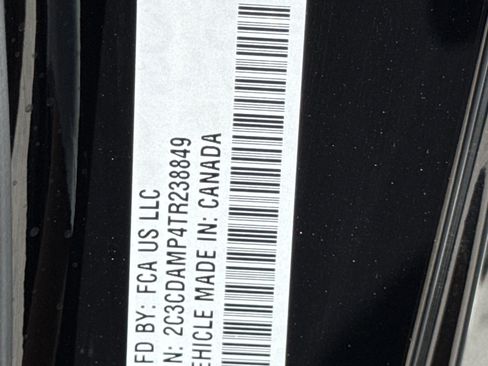 FD BY: FCA US LLC
N: 2C3CDAMP4TR238849
EHICLE MADE IN: CANADA